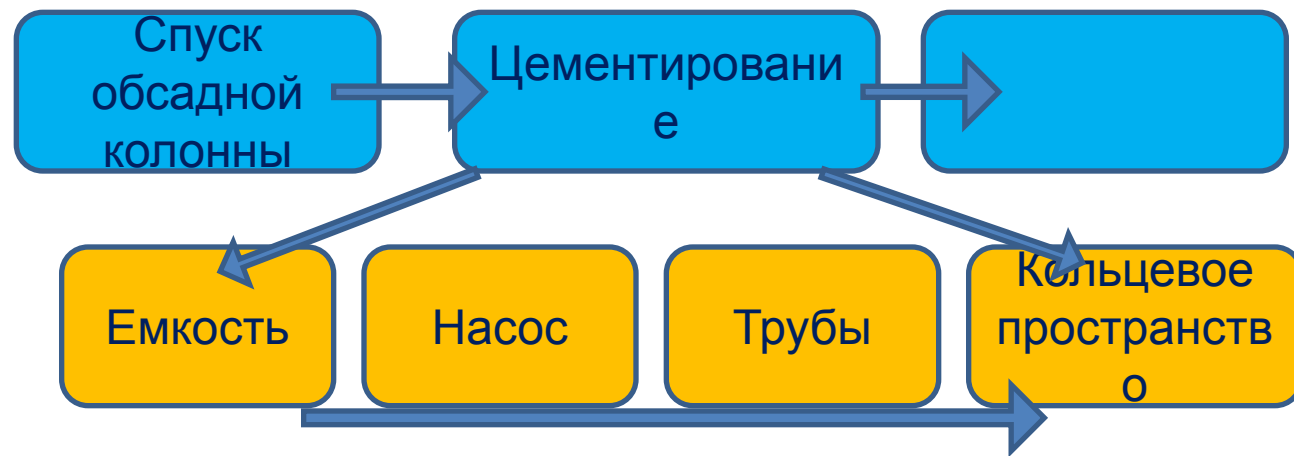 Спуск
обсадной
колонны
Цементировани
е
Емкость
Насос
Трубы
Кольцевое
пространств
о